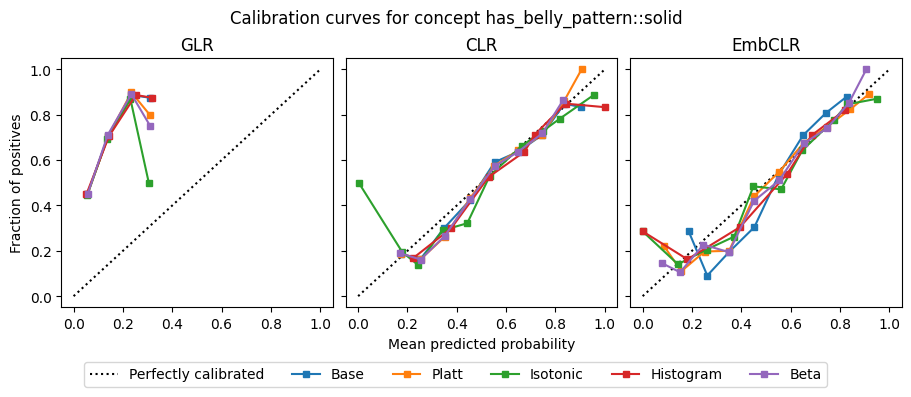 Calibration curves for concept has_belly_pattern::solid
GLR
CLR
EmbCLR
Fraction of positives
1.0
0.8
0.6
0.4
0.2
0.0
0.0 0.2 0.4 0.6 0.8 1.0
0.0 0.2 0.4 0.6 0.8 1.0
0.0 0.2 0.4 0.6 0.8 1.0
Mean predicted probability
Perfectly calibrated Base Platt Isotonic Histogram Beta